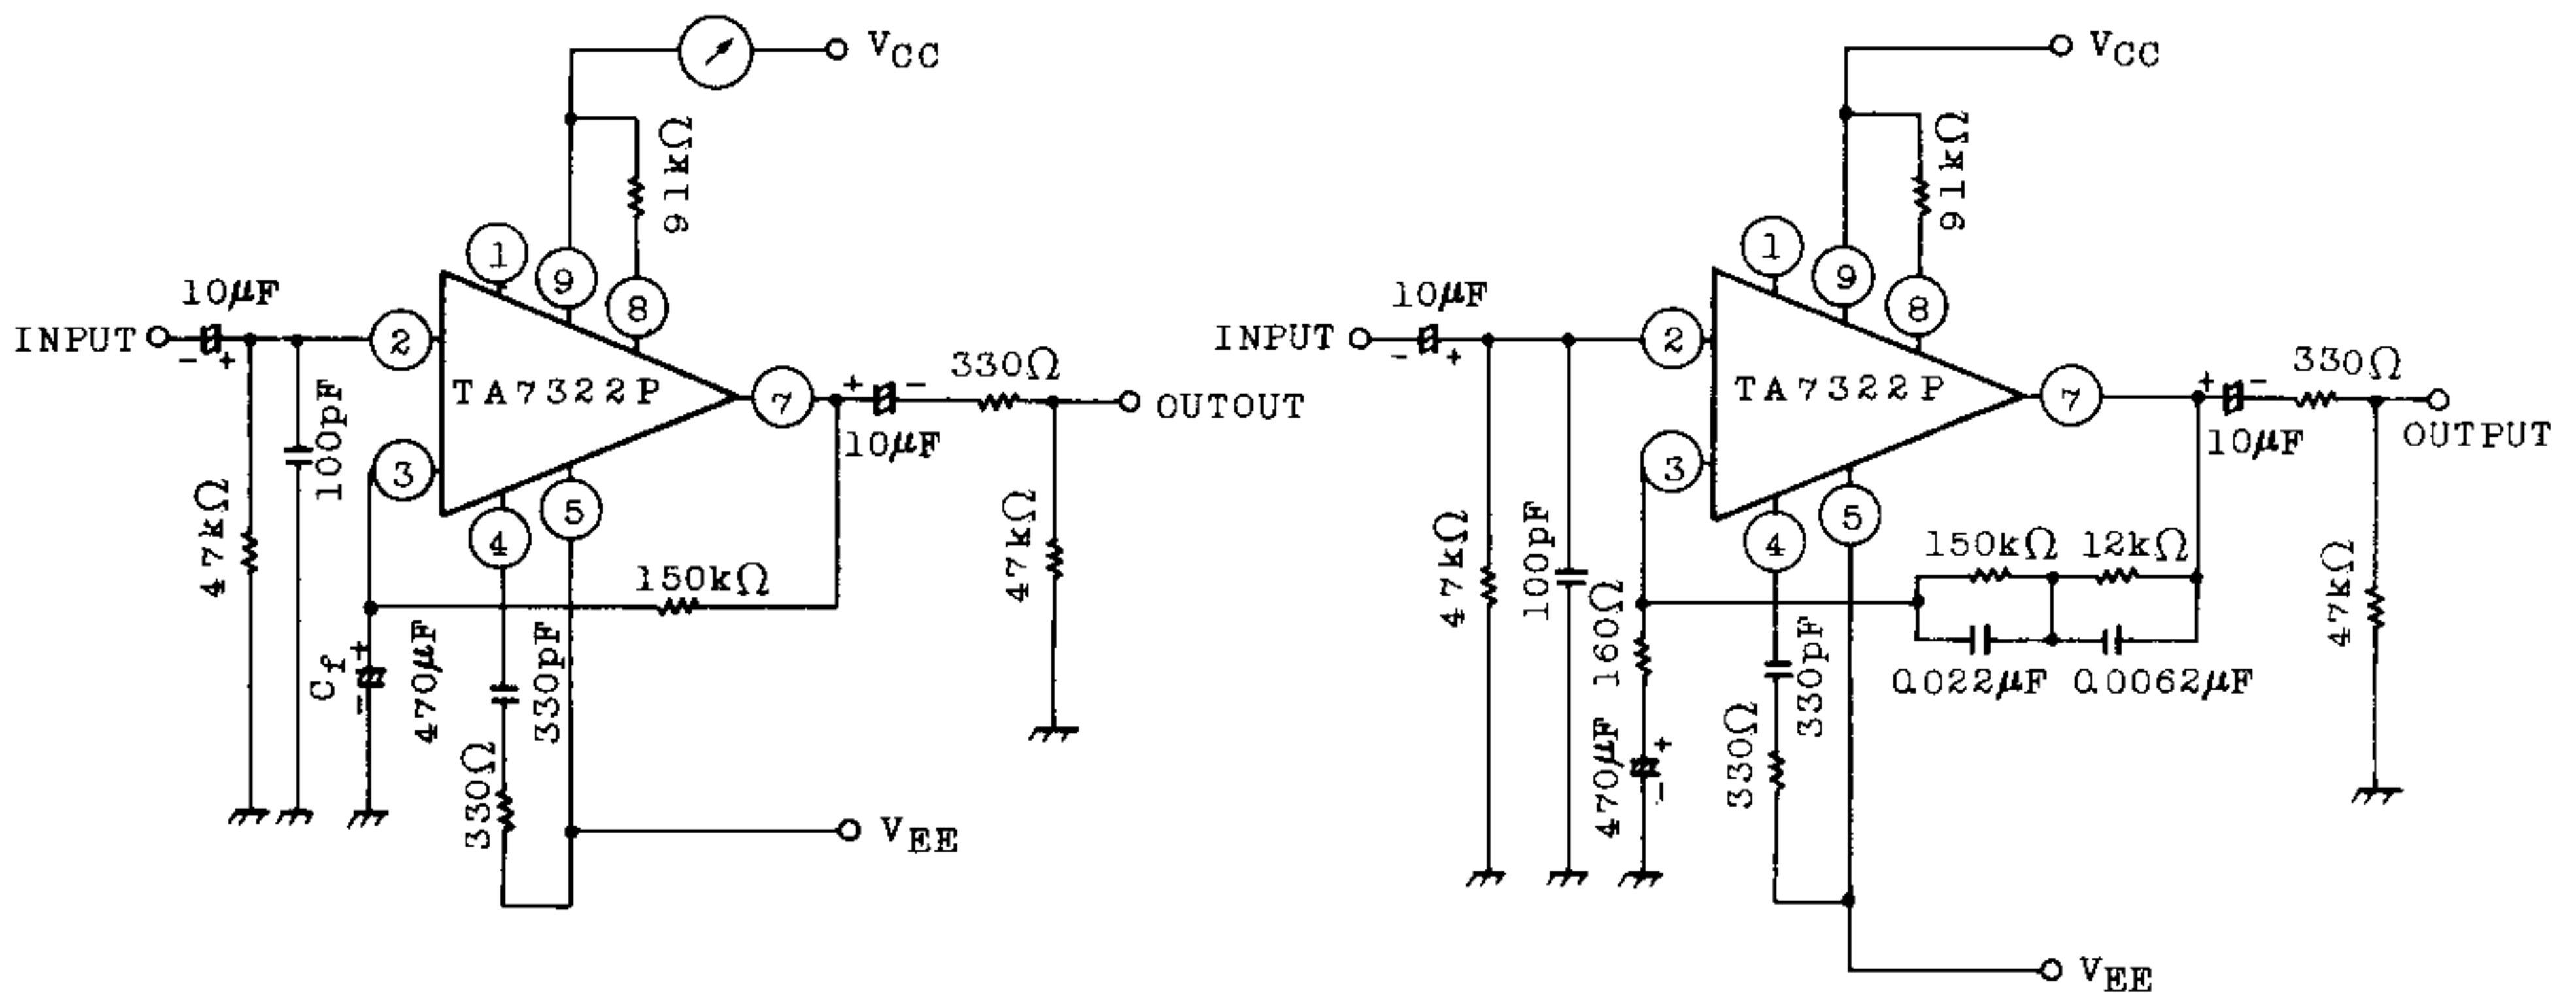 VCC
91kΩ
1
9
8
10μF
INPUT
-
+
2
TA7322P
7
+
-
330Ω
OUTOUT
10μF
100pF
3
47kΩ
4
5
47kΩ
150kΩ
Cf
+
-
470μF
330pF
330Ω
VEE
VCC
91kΩ
1
9
8
10μF
INPUT
-
+
2
TA7322P
7
+
-
330Ω
OUTPUT
10μF
3
47kΩ
100pF
4
5
150kΩ
12kΩ
47kΩ
160Ω
0.022μF
0.0062μF
470μF
+
-
330pF
330Ω
VEE